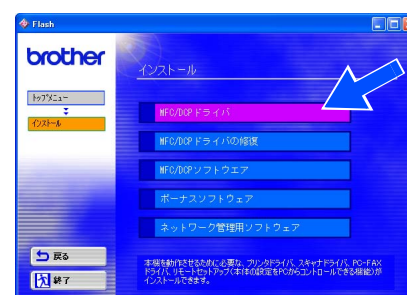 Flash
brother
インストール
トップメニュー
インストール
MFC/DCPドライバ
MFC/DCPドライバの修復
MFC/DCPソフトウエア
ボーナスソフトウェア
ネットワーク管理用ソフトウェア
戻る
終了
本機を動作させるために必要な、プリンタドライバ、スキャナドライバ、PC-FAX
ドライバ、リモートセットアップ(本体の設定をPCからコントロールできる機能)が
インストールできます。